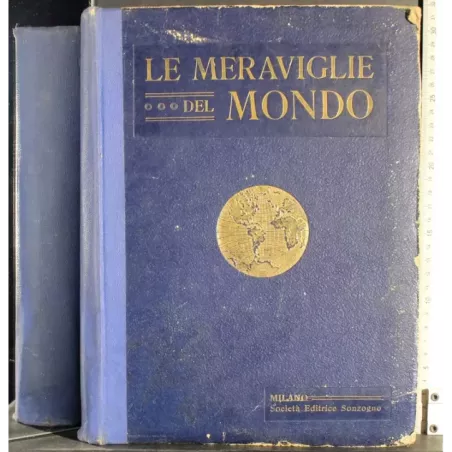 LE MERAVIGLIE
DEL MONDO
MILANO
Società Editrice Sonzogno